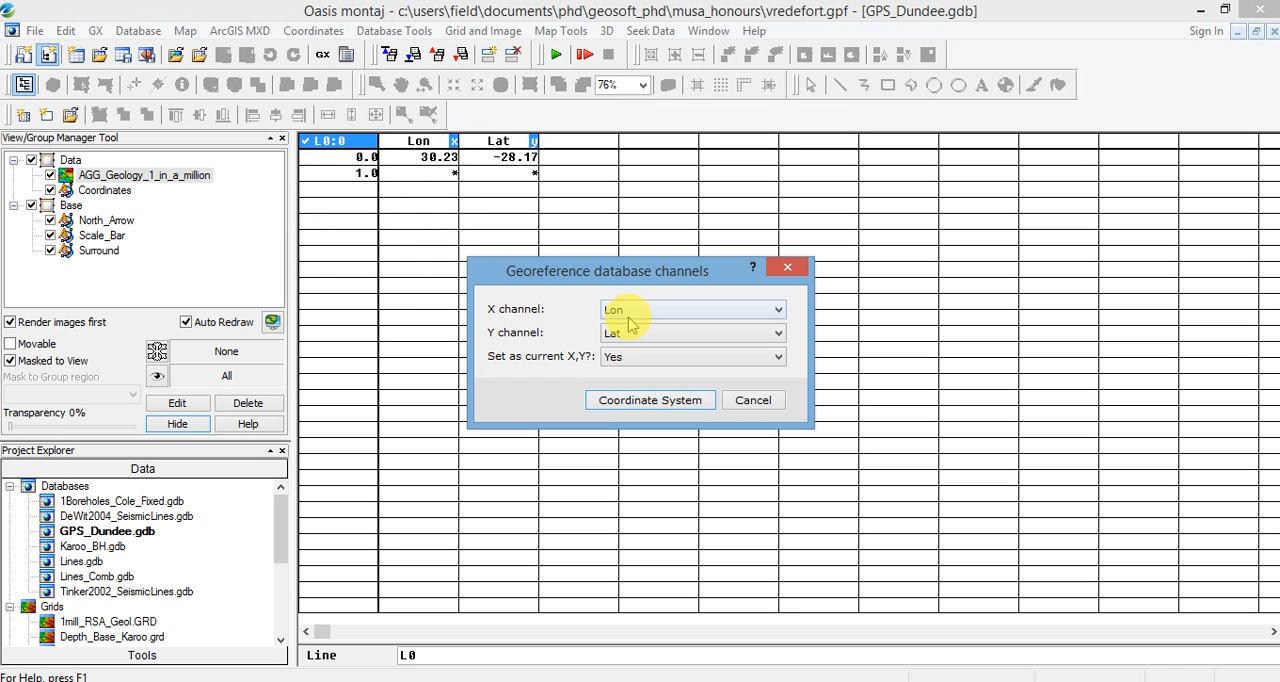 Oasis montaj - c:\users\field\documents\phd\geosoft_phd\musa_honours\vredefort.gpf - [GPS_Dundee.gdb]
File Edit GX Database Map ArcGIS MXD Coordinates Database Tools Grid and Image Map Tools 3D Seek Data Window Help Sign In
GX
76%
View/Group Manager Tool
Data
AGG_Geology_1_in_a_million
Coordinates
Base
North_Arrow
Scale_Bar
Surround
Render images first Auto Redraw
Movable None
Masked to View
Mask to Group region All
Transparency 0% Edit Delete
Hide Help
Project Explorer
Data
Databases
1Boreholes_Cole_Fixed.gdb
DeWit2004_SeismicLines.gdb
GPS_Dundee.gdb
Karoo_BH.gdb
Lines.gdb
Lines_Comb.gdb
Tinker2002_SeismicLines.gdb
Grids
1mill_RSA_Geol.GRD
Depth_Base_Karoo.grd
Tools
L0:0 Lon x Lat y
0.0 30.23 -28.17
1.0 * *
Georeference database channels ?
X channel: Lon
Y channel: Lat
Set as current X,Y?: Yes
Coordinate System Cancel
Line L0
For Help, press F1